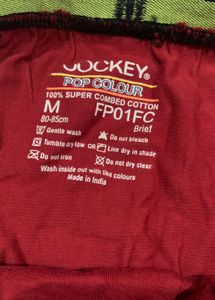 JOCKEY®
POP COLOUR
100% SUPER COMBED COTTON
M FP01FC
80-85cm Brief
Gentle wash Do not bleach
Tumble dry low OR Line dry in shade
Do not iron Do not dry clean
Wash inside out with like colours
Made in India